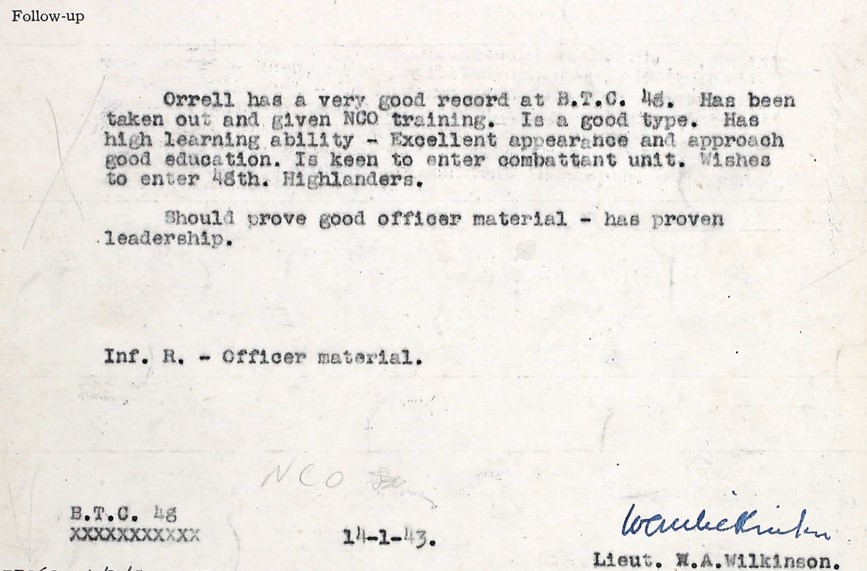 Follow-up
Orrell has a very good record at B.T.C. 48. Has been
taken out and given NCO training. Is a good type. Has
high learning ability - Excellent appearance and approach
good education. Is keen to enter combattant unit. Wishes
to enter 48th. Highlanders.
Should prove good officer material - has proven
leadership.
Inf. R. - Officer material.
NCO
B.T.C. 48
XXXXXXXXXXX
14-1-43.
Lieut. W.A.Wilkinson.